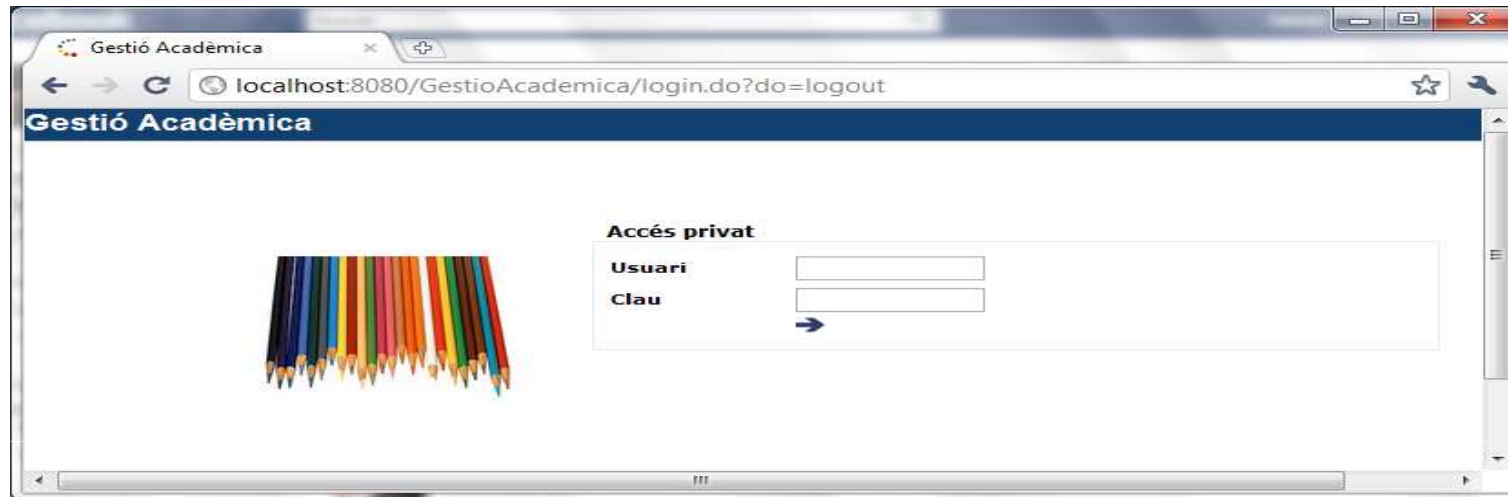 Gestió Acadèmica
localhost:8080/GestioAcademica/login.do?do=logout
Gestió Acadèmica
Accés privat
Usuari
Clau